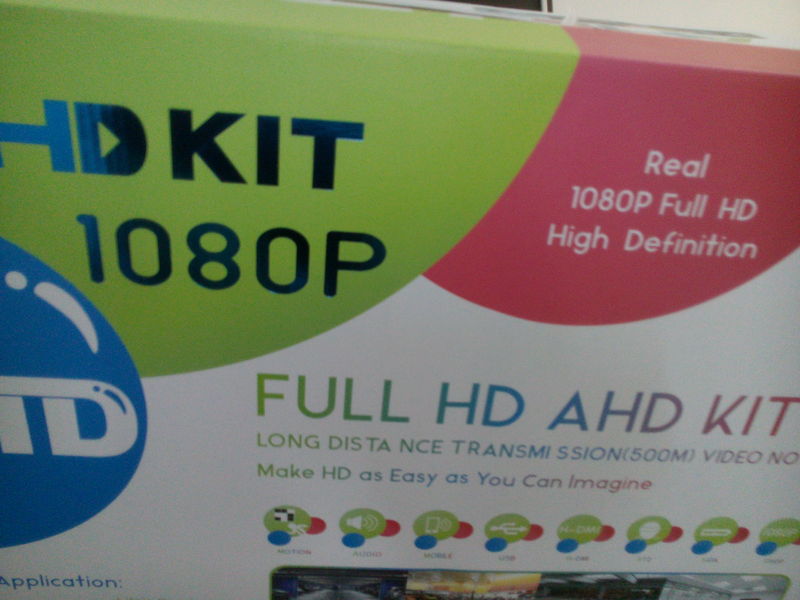 HD KIT
1080P
Real
1080P Full HD
High Definition
HD
FULL HD AHD KIT
LONG DISTA NCE TRANSMI SSION(500M) VIDEO NO
Make HD as Easy as You Can Imagine
MOTION AUDIO MOBILE USB
Application: